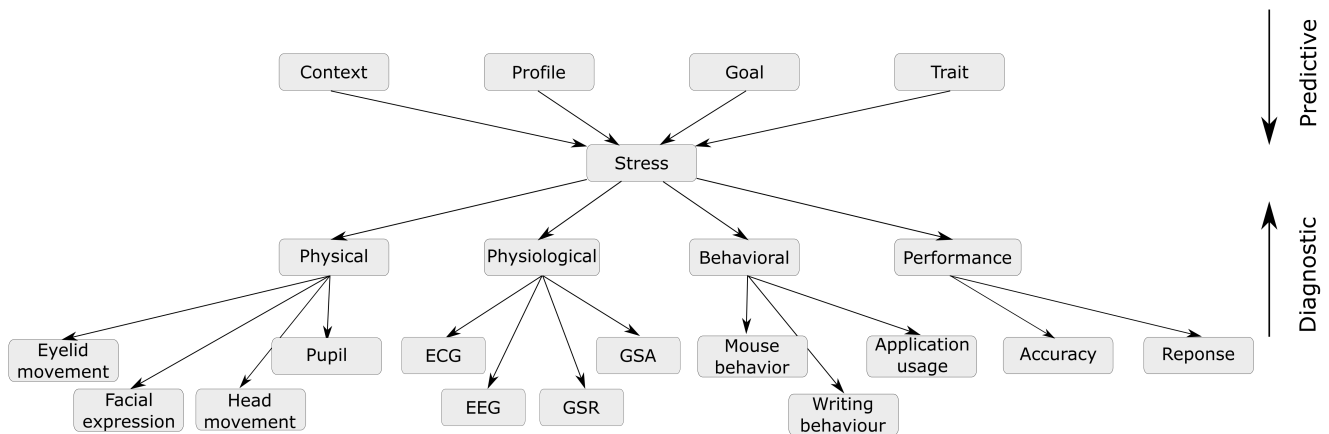 Context
Profile
Goal
Trait
Predictive
Stress
Physical
Physiological
Behavioral
Performance
Diagnostic
Eyelid
movement
Facial
expression
Head
movement
Pupil
ECG
EEG
GSR
GSA
Mouse
behavior
Writing
behaviour
Application
usage
Accuracy
Reponse